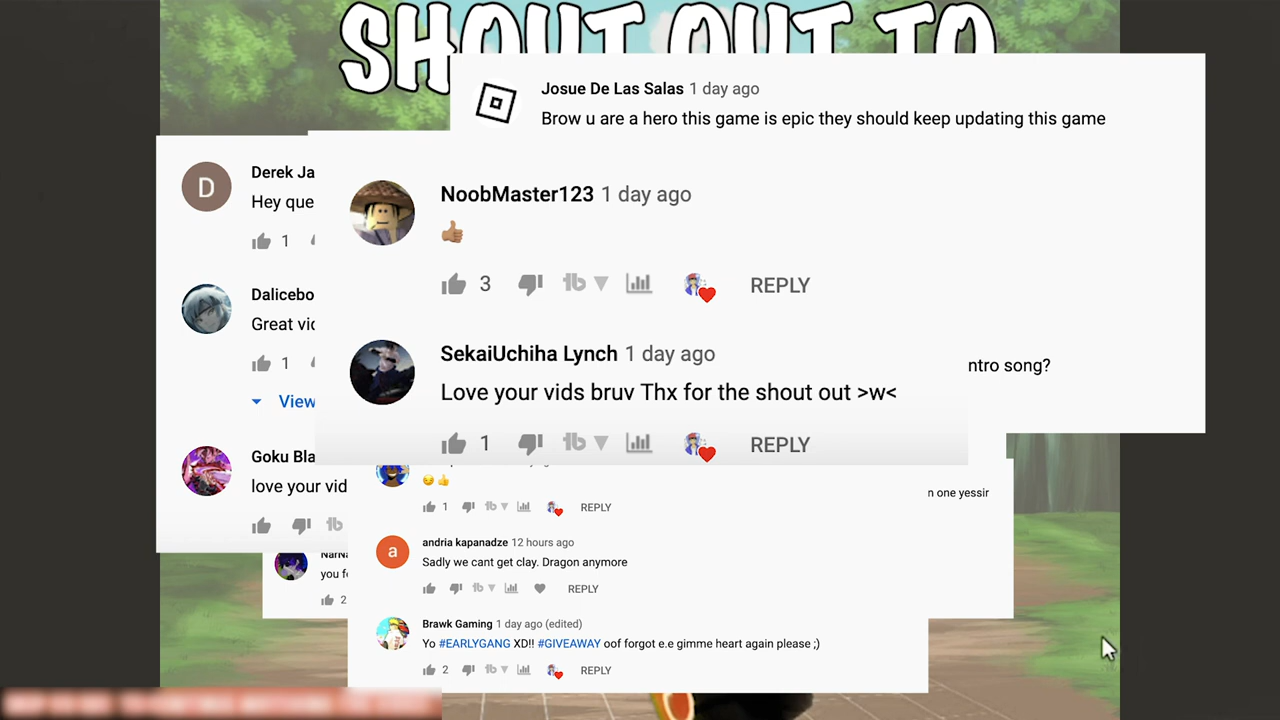 SHOUT OUT TO
Josue De Las Salas 1 day ago
Brow u are a hero this game is epic they should keep updating this game
Derek Ja
Hey que
1
NoobMaster123 1 day ago
3 REPLY
Dalicebo
Great vic
1
View
SekaiUchiha Lynch 1 day ago
Love your vids bruv Thx for the shout out >w<
1 REPLY
ntro song?
Goku Bla
love your vid
1 REPLY
n one yessir
you fe
2
andria kapanadze 12 hours ago
Sadly we cant get clay. Dragon anymore
REPLY
Brawk Gaming 1 day ago (edited)
Yo #EARLYGANG XD!! #GIVEAWAY oof forgot e.e gimme heart again please ;)
2 REPLY